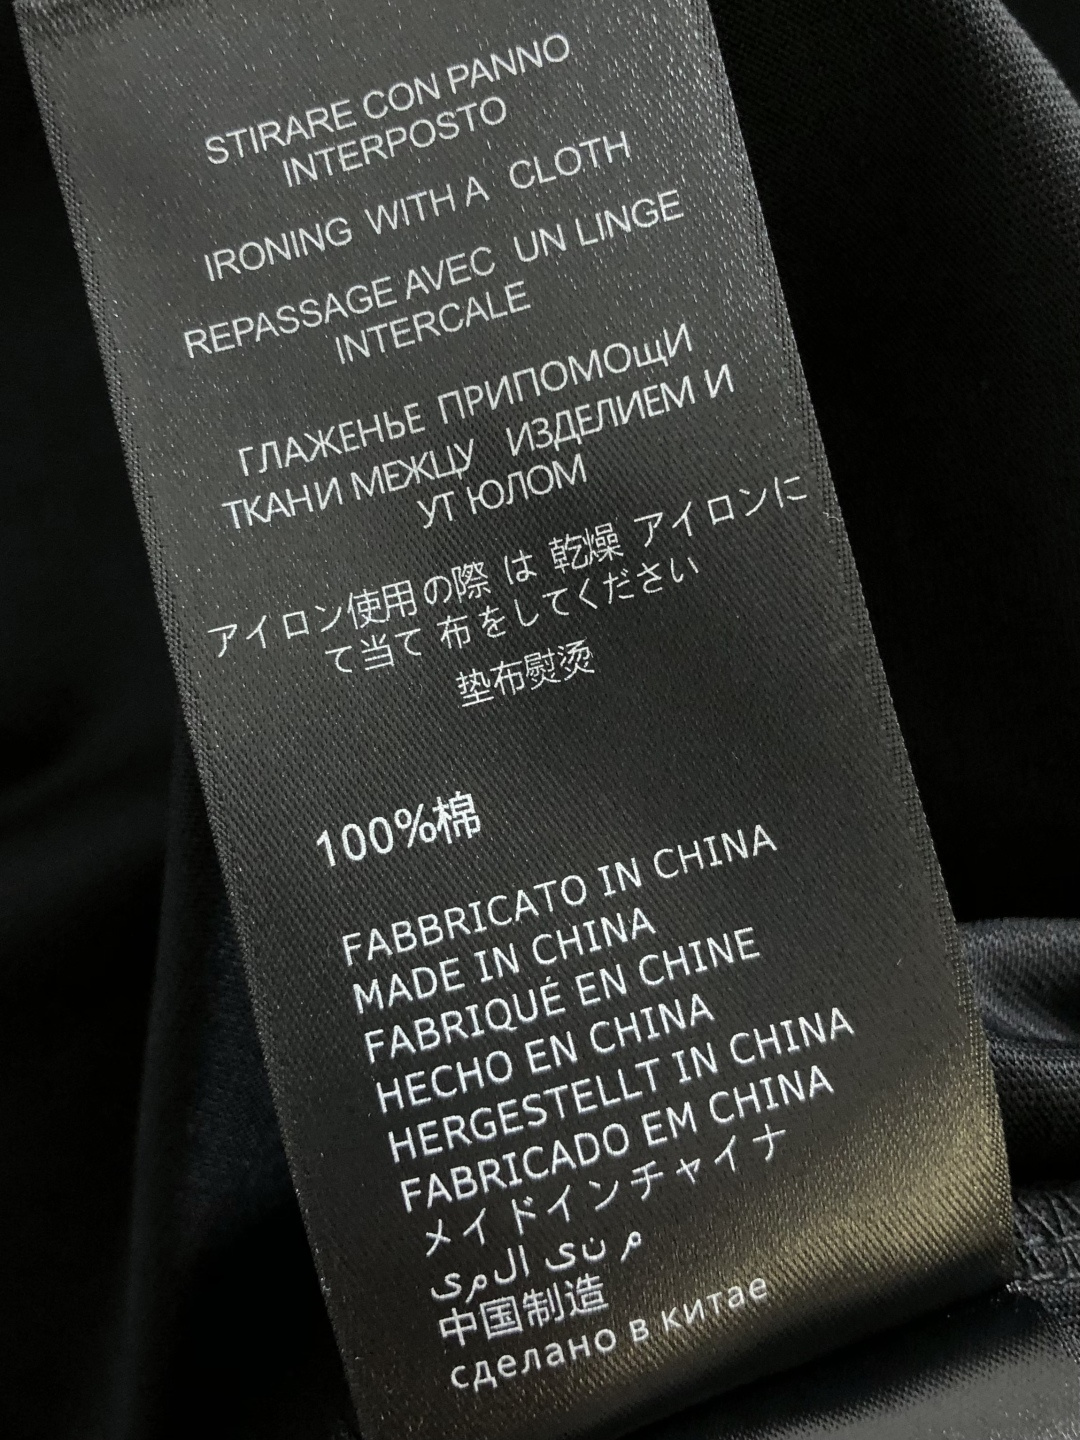 STIRARE CON PANNO
INTERPOSTO
IRONING WITH A CLOTH
REPASSAGE AVEC UN LINGE
INTERCALE
ГЛАЖЕНЬЕ ПРИПОМОщИ
ТКАНИ МЕЖЦУ ИЗДЕЛИЕМ И
УТ ЮЛОМ
アイロン使用の際 は 乾燥 アイロンに
て当て 布をしてください
垫布熨烫
100%棉
FABBRICATO IN CHINA
MADE IN CHINA
FABRIQUÉ EN CHINE
HECHO EN CHINA
HERGESTELLT IN CHINA
FABRICADO EM CHINA
メイドインチャイナ
م نى المى
中国制造
сделано в китае